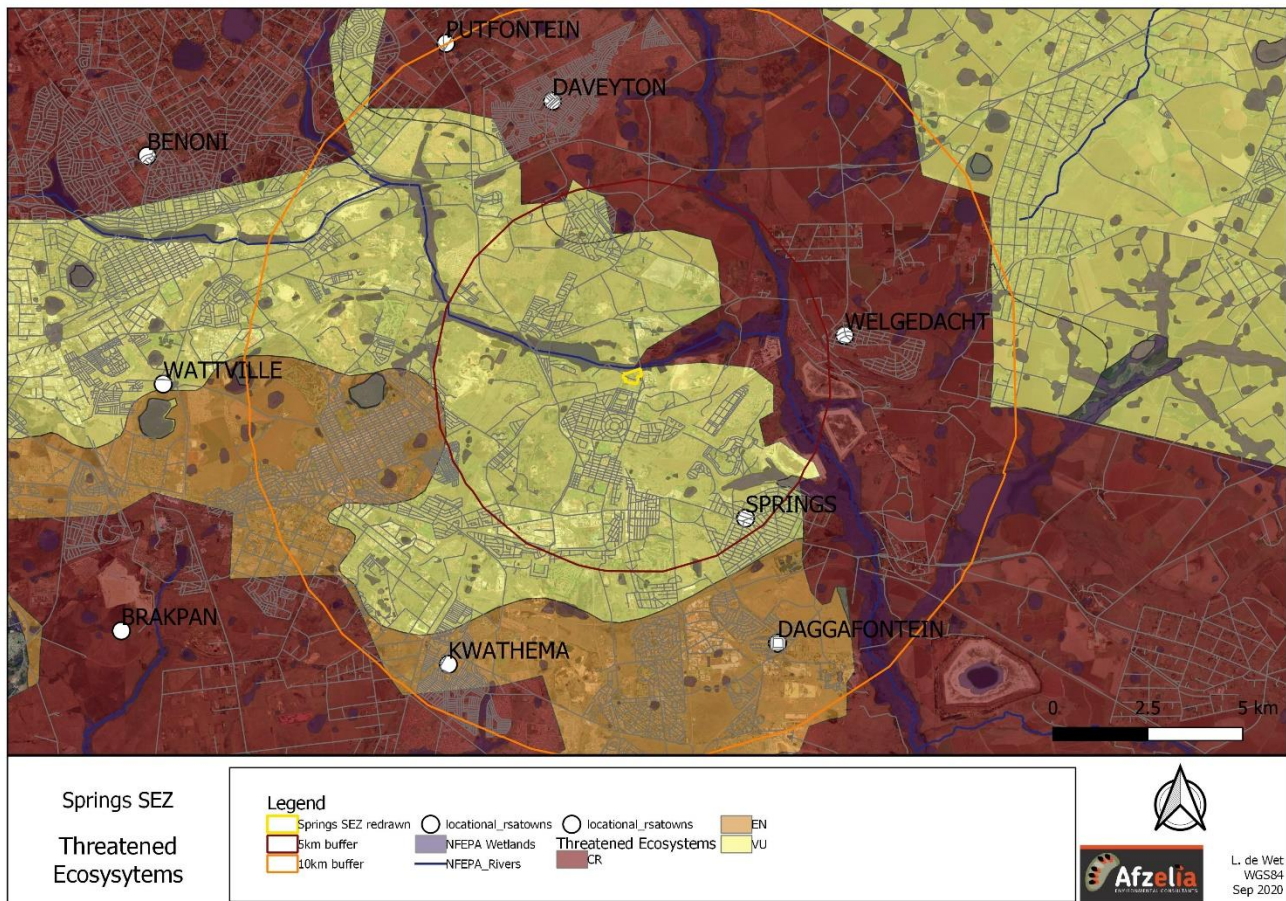 PUTFONTEIN
DAVEYTON
BENONI
WELGEDACHT
WATTVILLE
SPRINGS
BRAKPAN
KWATHEMA
DAGGAFONTEIN
0 2.5 5 km
Springs SEZ
Threatened
Ecosysytems
Legend
Springs SEZ redrawn
5km buffer
10km buffer
locational_rsatowns
NFEPA Wetlands
NFEPA_Rivers
locational_rsatowns
Threatened Ecosystems
CR
EN
VU
Afzelia
ENVIRONMENTAL CONSULTANTS
L. de Wet
WGS84
Sep 2020